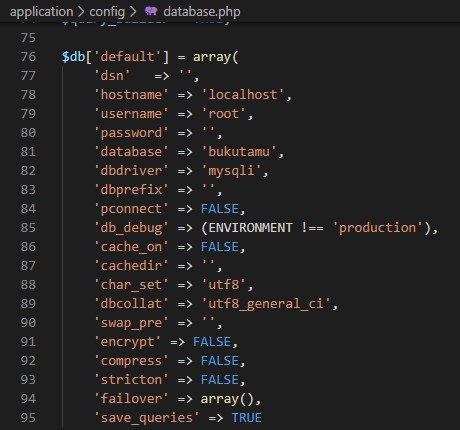 application > config > database.php
75
76 $db['default'] = array(
77 'dsn' => '',
78 'hostname' => 'localhost',
79 'username' => 'root',
80 'password' => '',
81 'database' => 'bukutamu',
82 'dbdriver' => 'mysqli',
83 'dbprefix' => '',
84 'pconnect' => FALSE,
85 'db_debug' => (ENVIRONMENT !== 'production'),
86 'cache_on' => FALSE,
87 'cachedir' => '',
88 'char_set' => 'utf8',
89 'dbcollat' => 'utf8_general_ci',
90 'swap_pre' => '',
91 'encrypt' => FALSE,
92 'compress' => FALSE,
93 'stricton' => FALSE,
94 'failover' => array(),
95 'save_queries' => TRUE